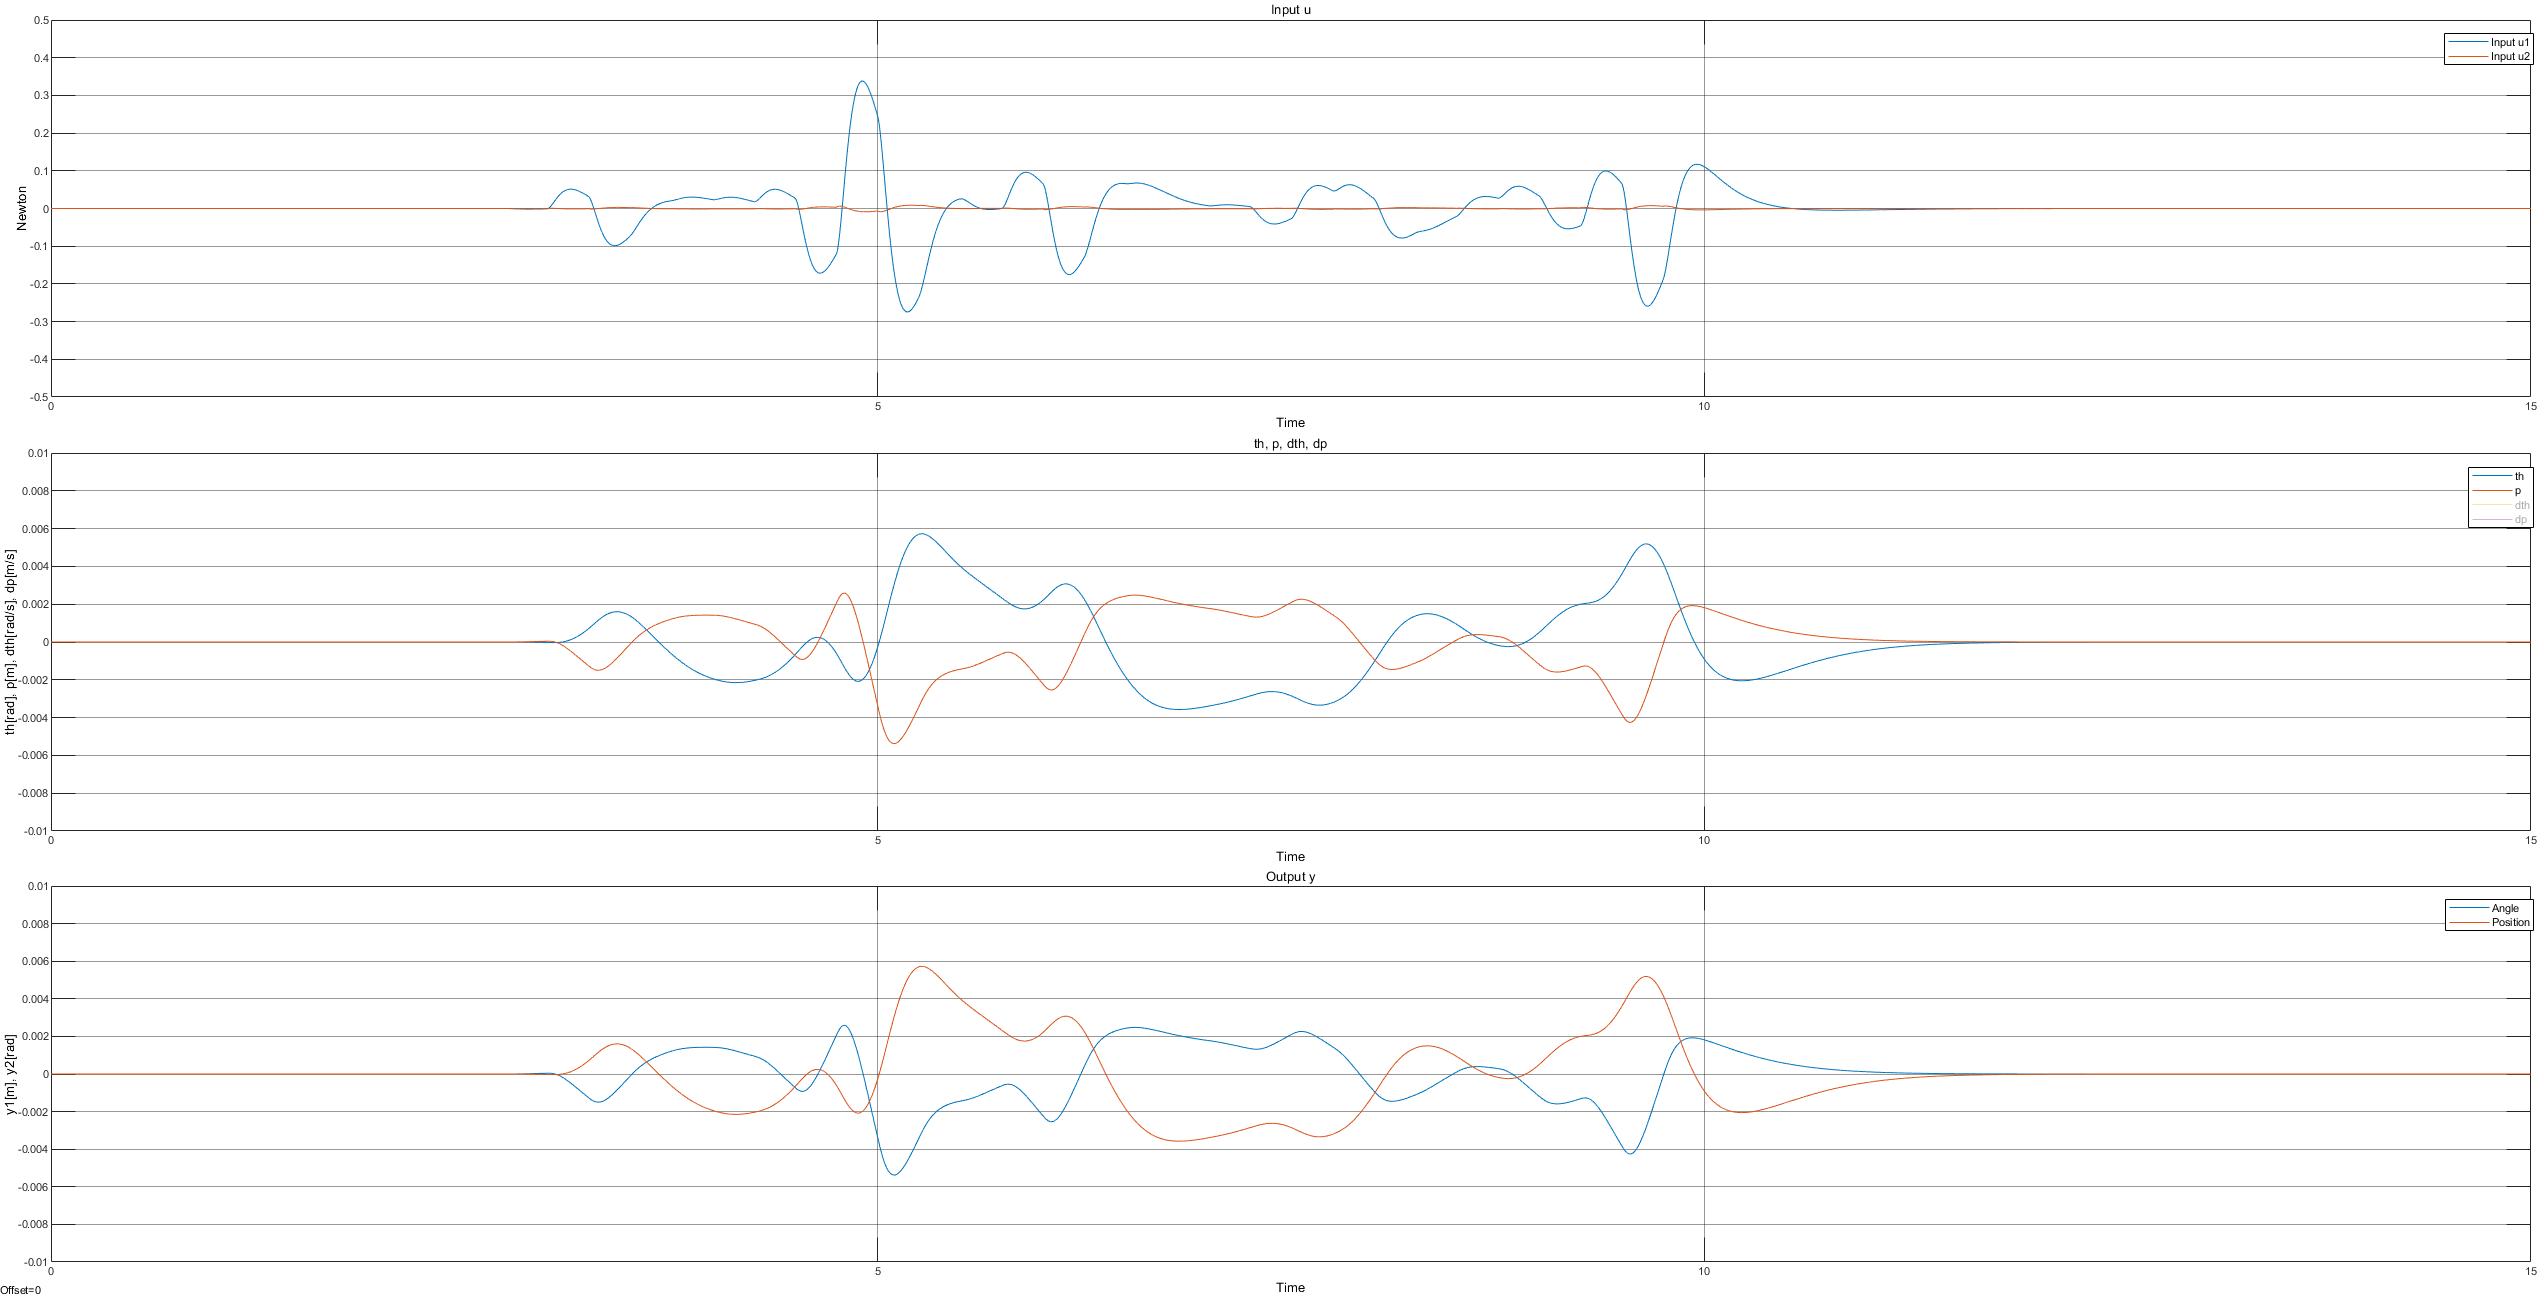 Input u
0.5
0.4
0.3
0.2
0.1
0
-0.1
-0.2
-0.3
-0.4
-0.5
Newton
Input u1
Input u2
0 5 10 15
Time
th, p, dth, dp
0.01
0.008
0.006
0.004
0.002
0
-0.002
-0.004
-0.006
-0.008
-0.01
th[rad], p[m], dth[rad/s], dp[m/s]
th
p
dth
dp
0 5 10 15
Time
Output y
0.01
0.008
0.006
0.004
0.002
0
-0.002
-0.004
-0.006
-0.008
-0.01
y1[m], y2[rad]
Angle
Position
0 5 10 15
Time
Offset=0